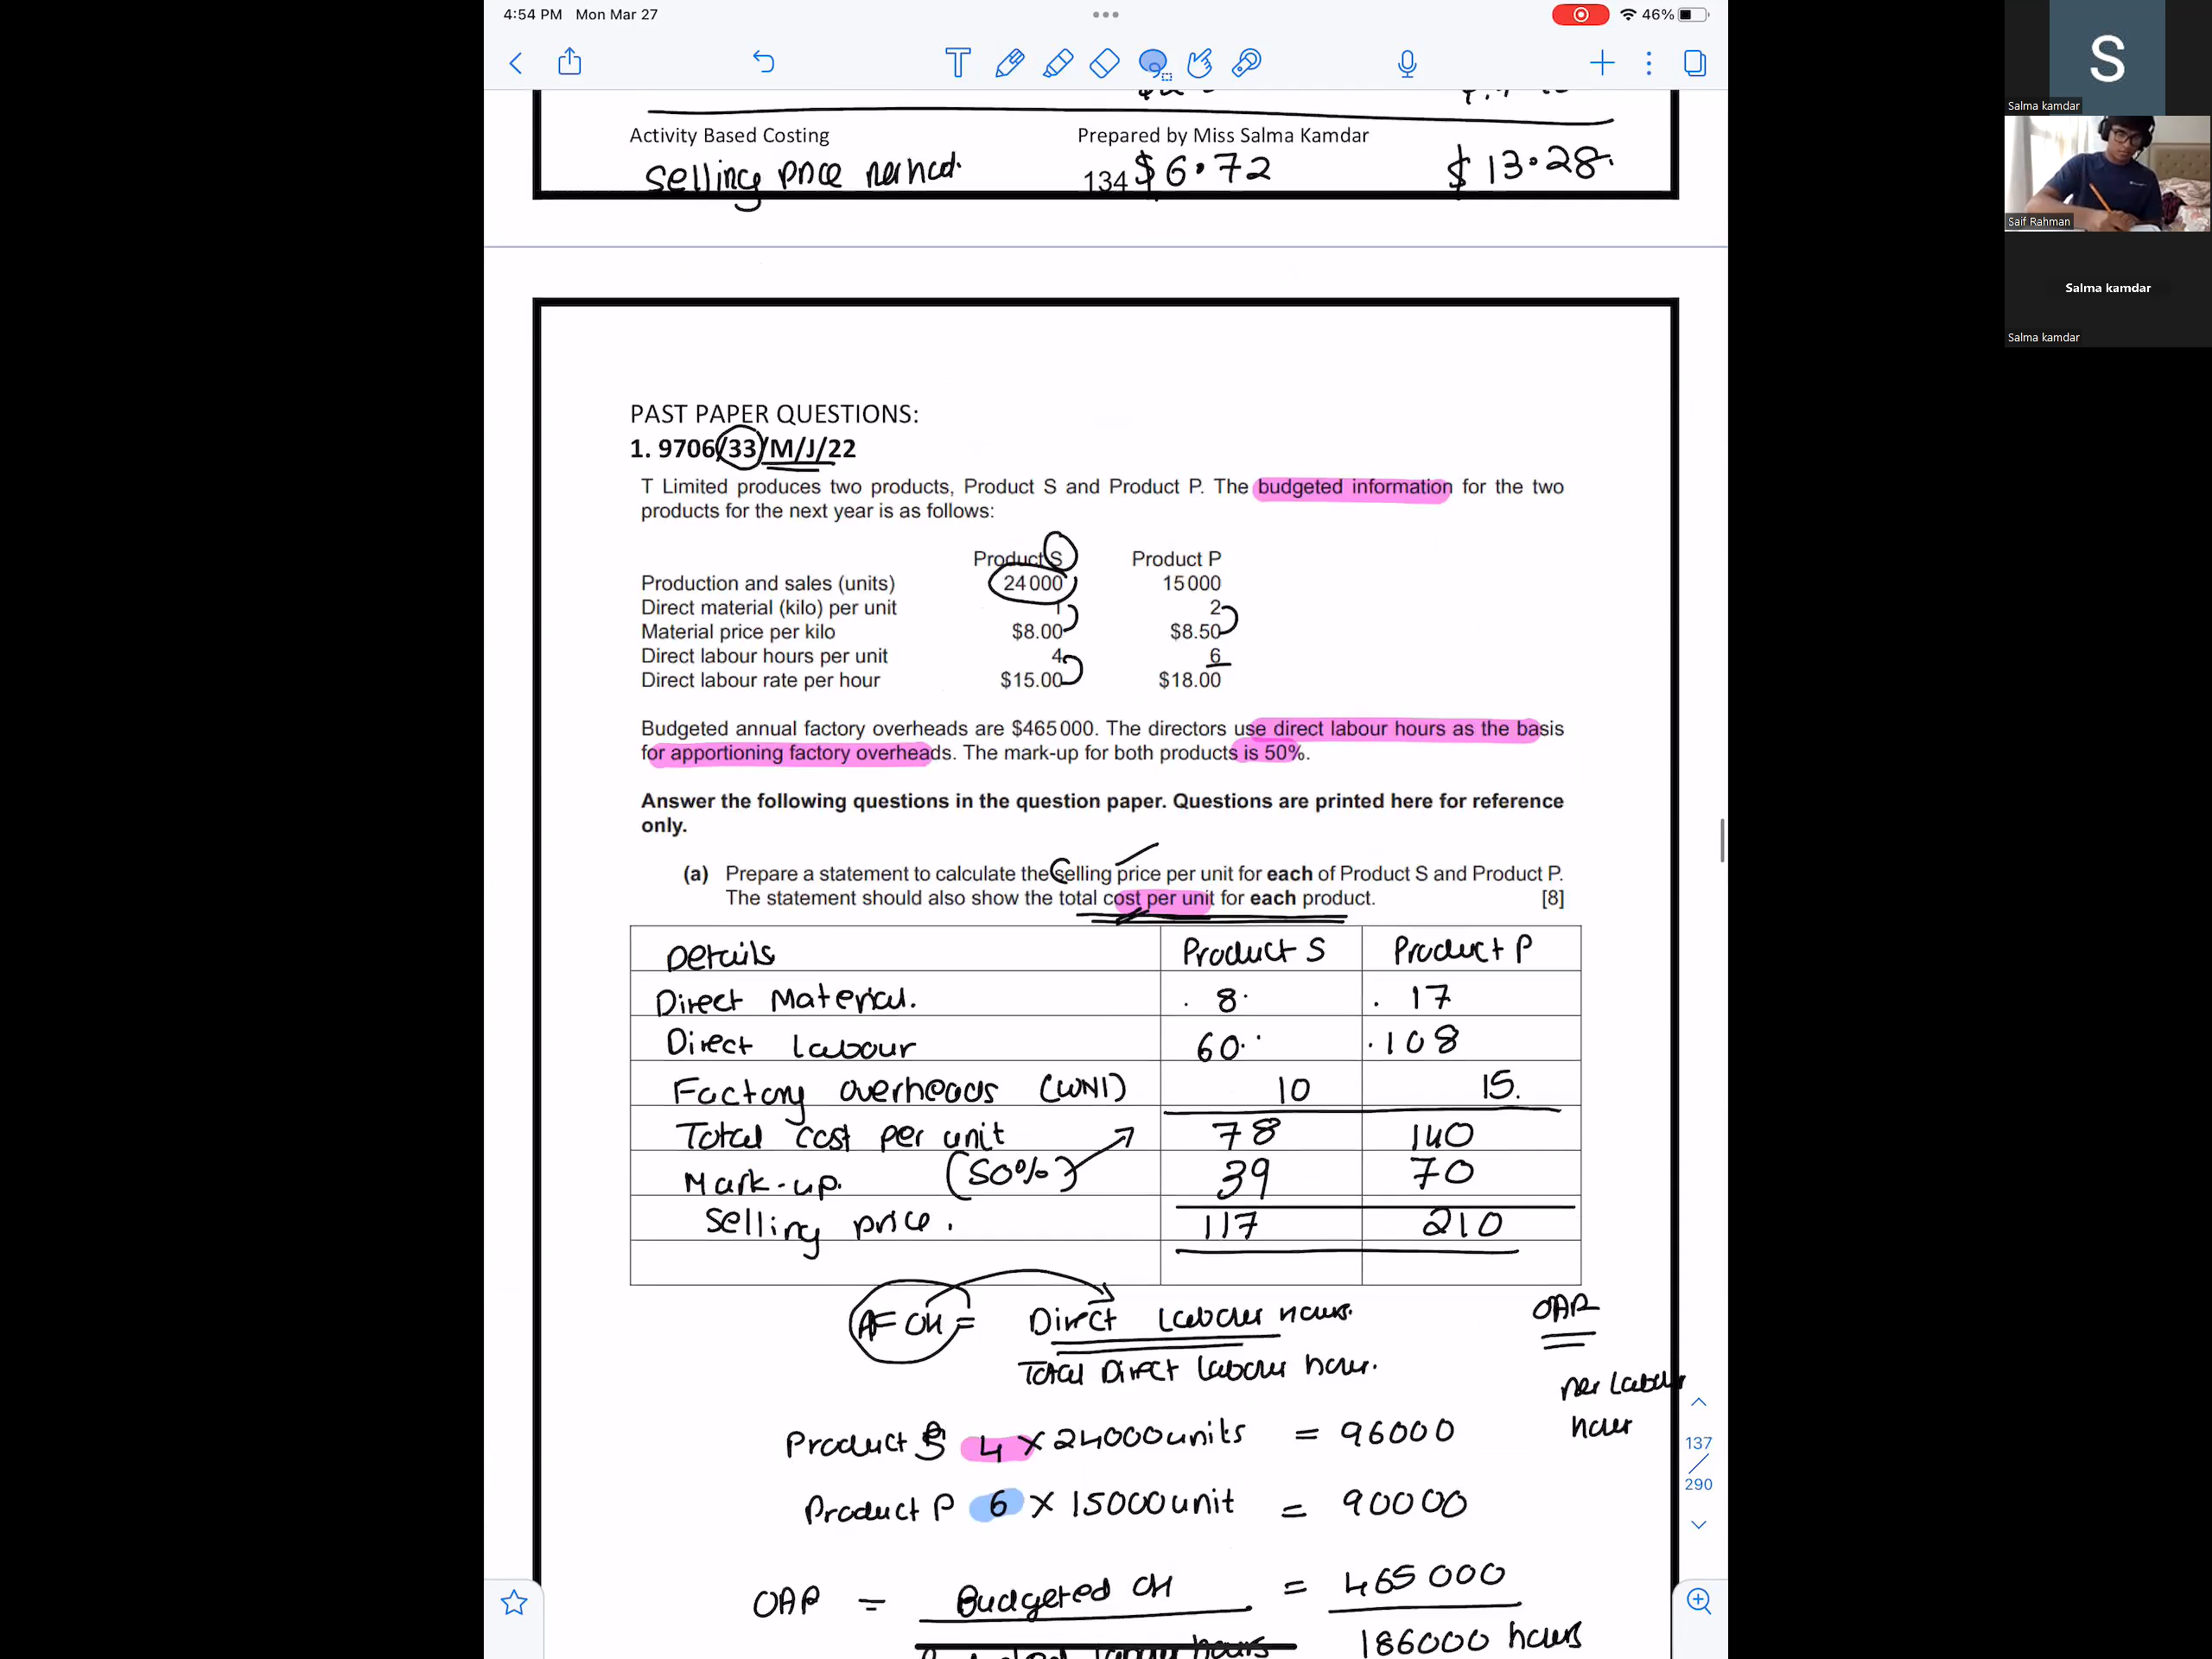 4:54 PM Mon Mar 27
46%
S
Salma kamdar
Saif Rahman
Salma kamdar
Salma kamdar
T
Activity Based Costing Prepared by Miss Salma Kamdar
Selling price method. 134 $6.72 $13.28.
PAST PAPER QUESTIONS:
1. 9706/33/M/J/22
T Limited produces two products, Product S and Product P. The budgeted information for the two
products for the next year is as follows:
Product S Product P
Production and sales (units) 24 000 15 000
Direct material (kilo) per unit 1 2
Material price per kilo $8.00 $8.50
Direct labour hours per unit 4 6
Direct labour rate per hour $15.00 $18.00
Budgeted annual factory overheads are $465 000. The directors use direct labour hours as the basis
for apportioning factory overheads. The mark-up for both products is 50%.
Answer the following questions in the question paper. Questions are printed here for reference
only.
(a) Prepare a statement to calculate the selling price per unit for each of Product S and Product P.
The statement should also show the total cost per unit for each product. [8]
Details Product S Product P
Direct Material. 8 17
Direct Labour 60 108
Factory overheads (WN1) 10 15.
Total cost per unit 78 140
Mark-up. (50%) 39 70
Selling price. 117 210
AF OH = Direct Labour hours. OAR
Total Direct Labour hour.
per Labour
hour
Product S 4 x 24000 units = 96000
137
290
Product P 6 x 15000 unit = 90000
OAR = Budgeted OH = 465 000
labour hours 186000 hours